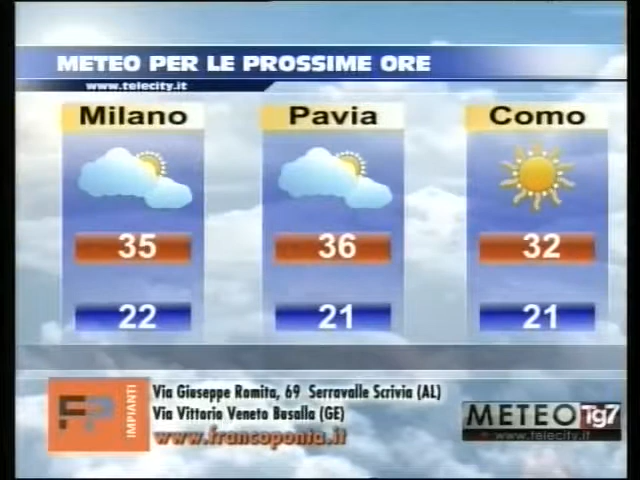 METEO PER LE PROSSIME ORE
www.telecity.it
Milano Pavia Como
35 36 32
22 21 21
FP IMPIANTI
Via Giuseppe Romita, 69 Serravalle Scrivia (AL)
Via Vittorio Veneto Busalla (GE)
www.francoponta.it
METEO Tg7
www.telecity.it